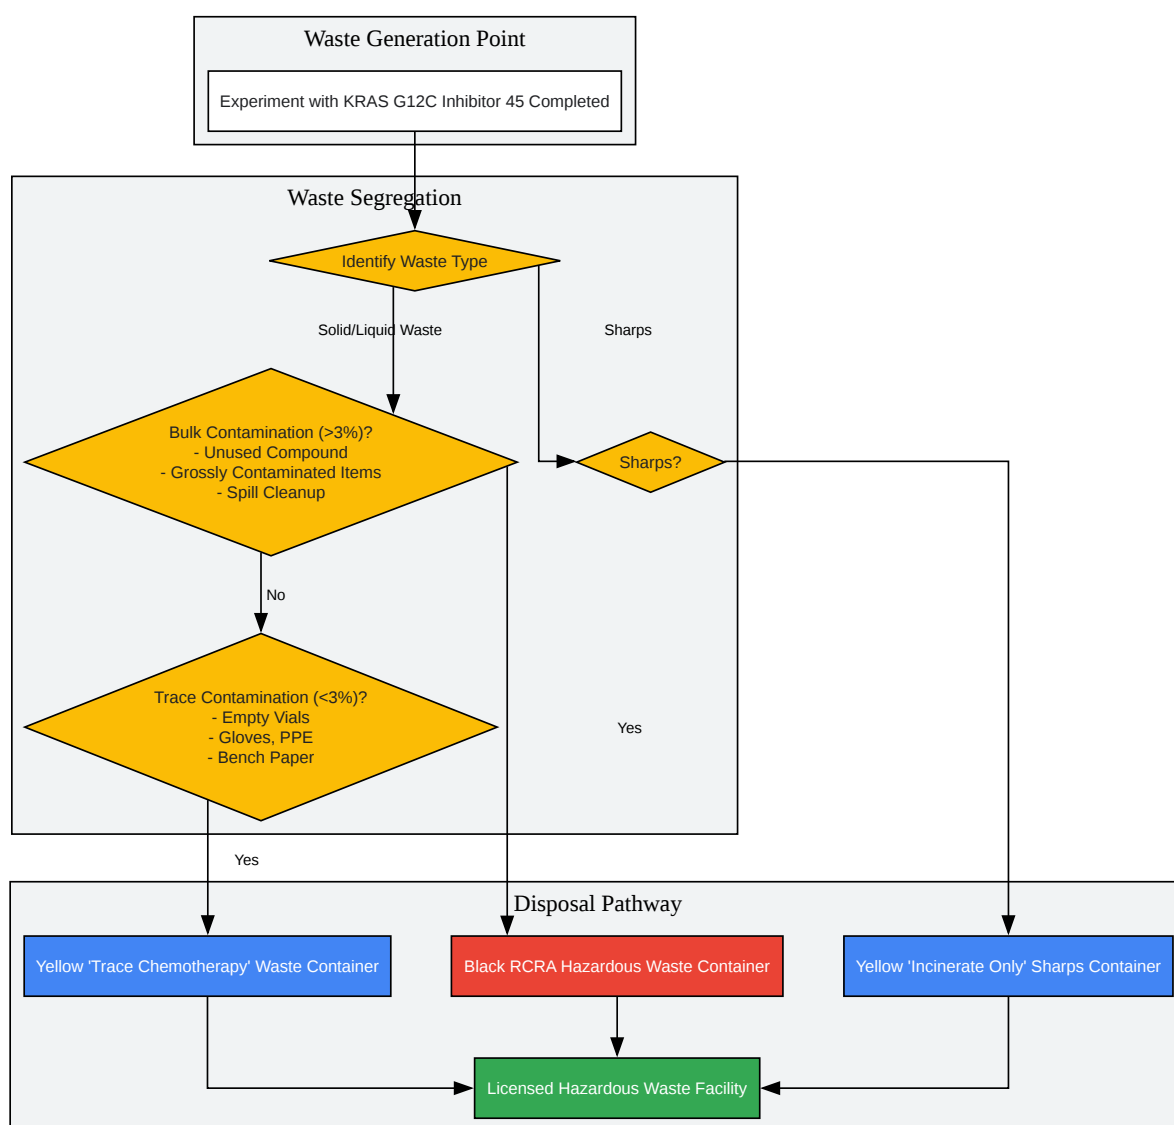 Waste Generation Point
Experiment with KRAS G12C Inhibitor 45 Completed
Waste Segregation
Identify Waste Type
Solid/Liquid Waste
Sharps
Bulk Contamination (>3%)?
- Unused Compound
- Grossly Contaminated Items
- Spill Cleanup
Sharps?
No
Trace Contamination (<3%)?
- Empty Vials
- Gloves, PPE
- Bench Paper
Yes
Yes
Disposal Pathway
Yellow 'Trace Chemotherapy' Waste Container
Black RCRA Hazardous Waste Container
Yellow 'Incinerate Only' Sharps Container
Licensed Hazardous Waste Facility